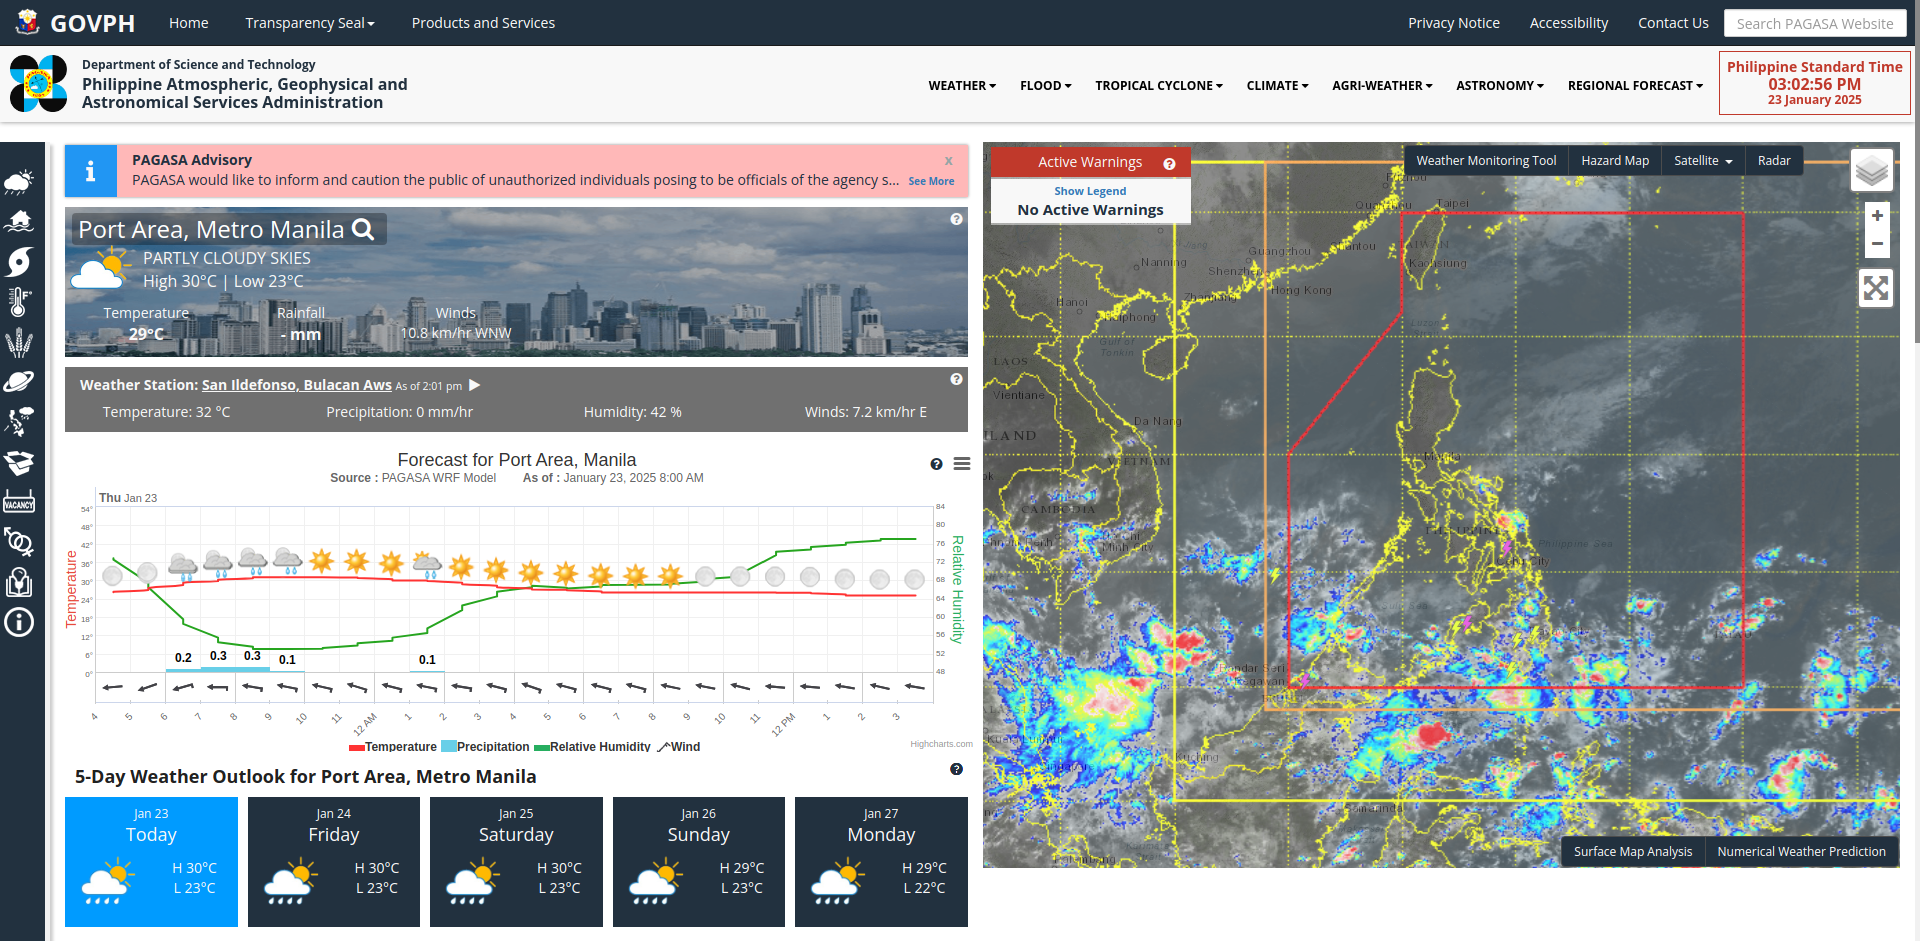 GOVPH
Home
Transparency Seal
Products and Services
Privacy Notice
Accessibility
Contact Us
Search PAGASA Website
Department of Science and Technology
Philippine Atmospheric, Geophysical and
Astronomical Services Administration
WEATHER
FLOOD
TROPICAL CYCLONE
CLIMATE
AGRI-WEATHER
ASTRONOMY
REGIONAL FORECAST
Philippine Standard Time
03:02:56 PM
23 January 2025
VACANCY
i
PAGASA Advisory
x
PAGASA would like to inform and caution the public of unauthorized individuals posing to be officials of the agency s...
See More
Port Area, Metro Manila
?
PARTLY CLOUDY SKIES
High 30°C | Low 23°C
Temperature
29°C
Rainfall
- mm
Winds
10.8 km/hr WNW
Weather Station: San Ildefonso, Bulacan Aws As of 2:01 pm
?
Temperature: 32 °C
Precipitation: 0 mm/hr
Humidity: 42 %
Winds: 7.2 km/hr E
Forecast for Port Area, Manila
?
Source : PAGASA WRF Model
As of : January 23, 2025 8:00 AM
Thu Jan 23
Temperature
54°
48°
42°
36°
30°
24°
18°
12°
6°
0°
84
80
76
72
68
64
60
56
52
48
Relative Humidity
0.2
0.3
0.3
0.1
0.1
4
5
6
7
8
9
10
11
12 AM
1
2
3
4
5
6
7
8
9
10
11
12 PM
1
2
3
Temperature
Precipitation
Relative Humidity
Wind
Highcharts.com
5-Day Weather Outlook for Port Area, Metro Manila
?
Jan 23
Today
H 30°C
L 23°C
Jan 24
Friday
H 30°C
L 23°C
Jan 25
Saturday
H 30°C
L 23°C
Jan 26
Sunday
H 29°C
L 23°C
Jan 27
Monday
H 29°C
L 22°C
Active Warnings
?
Show Legend
No Active Warnings
Weather Monitoring Tool
Hazard Map
Satellite
Radar
+
−
Taipei
TAIWAN
Kaohsiung
Guangzhou
Nanning
Shenzhen
Hong Kong
Zhanjiang
Hanoi
Gulf of
Tonkin
LAOS
Vientiane
Da Nang
VIETNAM
CAMBODIA
Manila
Philippine Sea
Bandar Seri
Begawan
Kuching
Surface Map Analysis
Numerical Weather Prediction